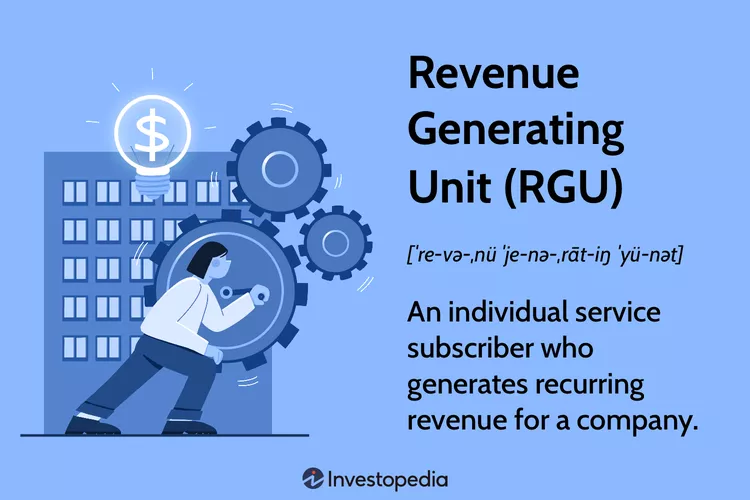 $
Revenue
Generating
Unit (RGU)
[ˈre-və-ˌnü ˈje-nə-ˌrāt-iŋ ˈyü-nət]
An individual service
subscriber who
generates recurring
revenue for a company.
Investopedia